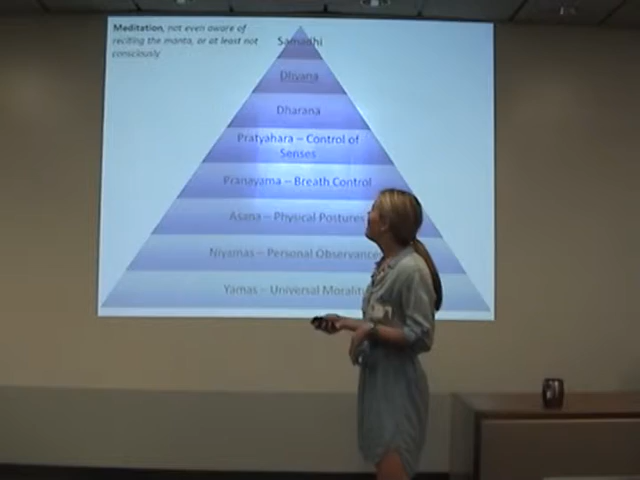 Meditation, not even aware of
reciting the manta, or at least not
consciously
Samadhi
Dhyana
Dharana
Pratyahara – Control of
Senses
Pranayama – Breath Control
Asana – Physical Postures
Niyamas – Personal Observance
Yamas – Universal Morality